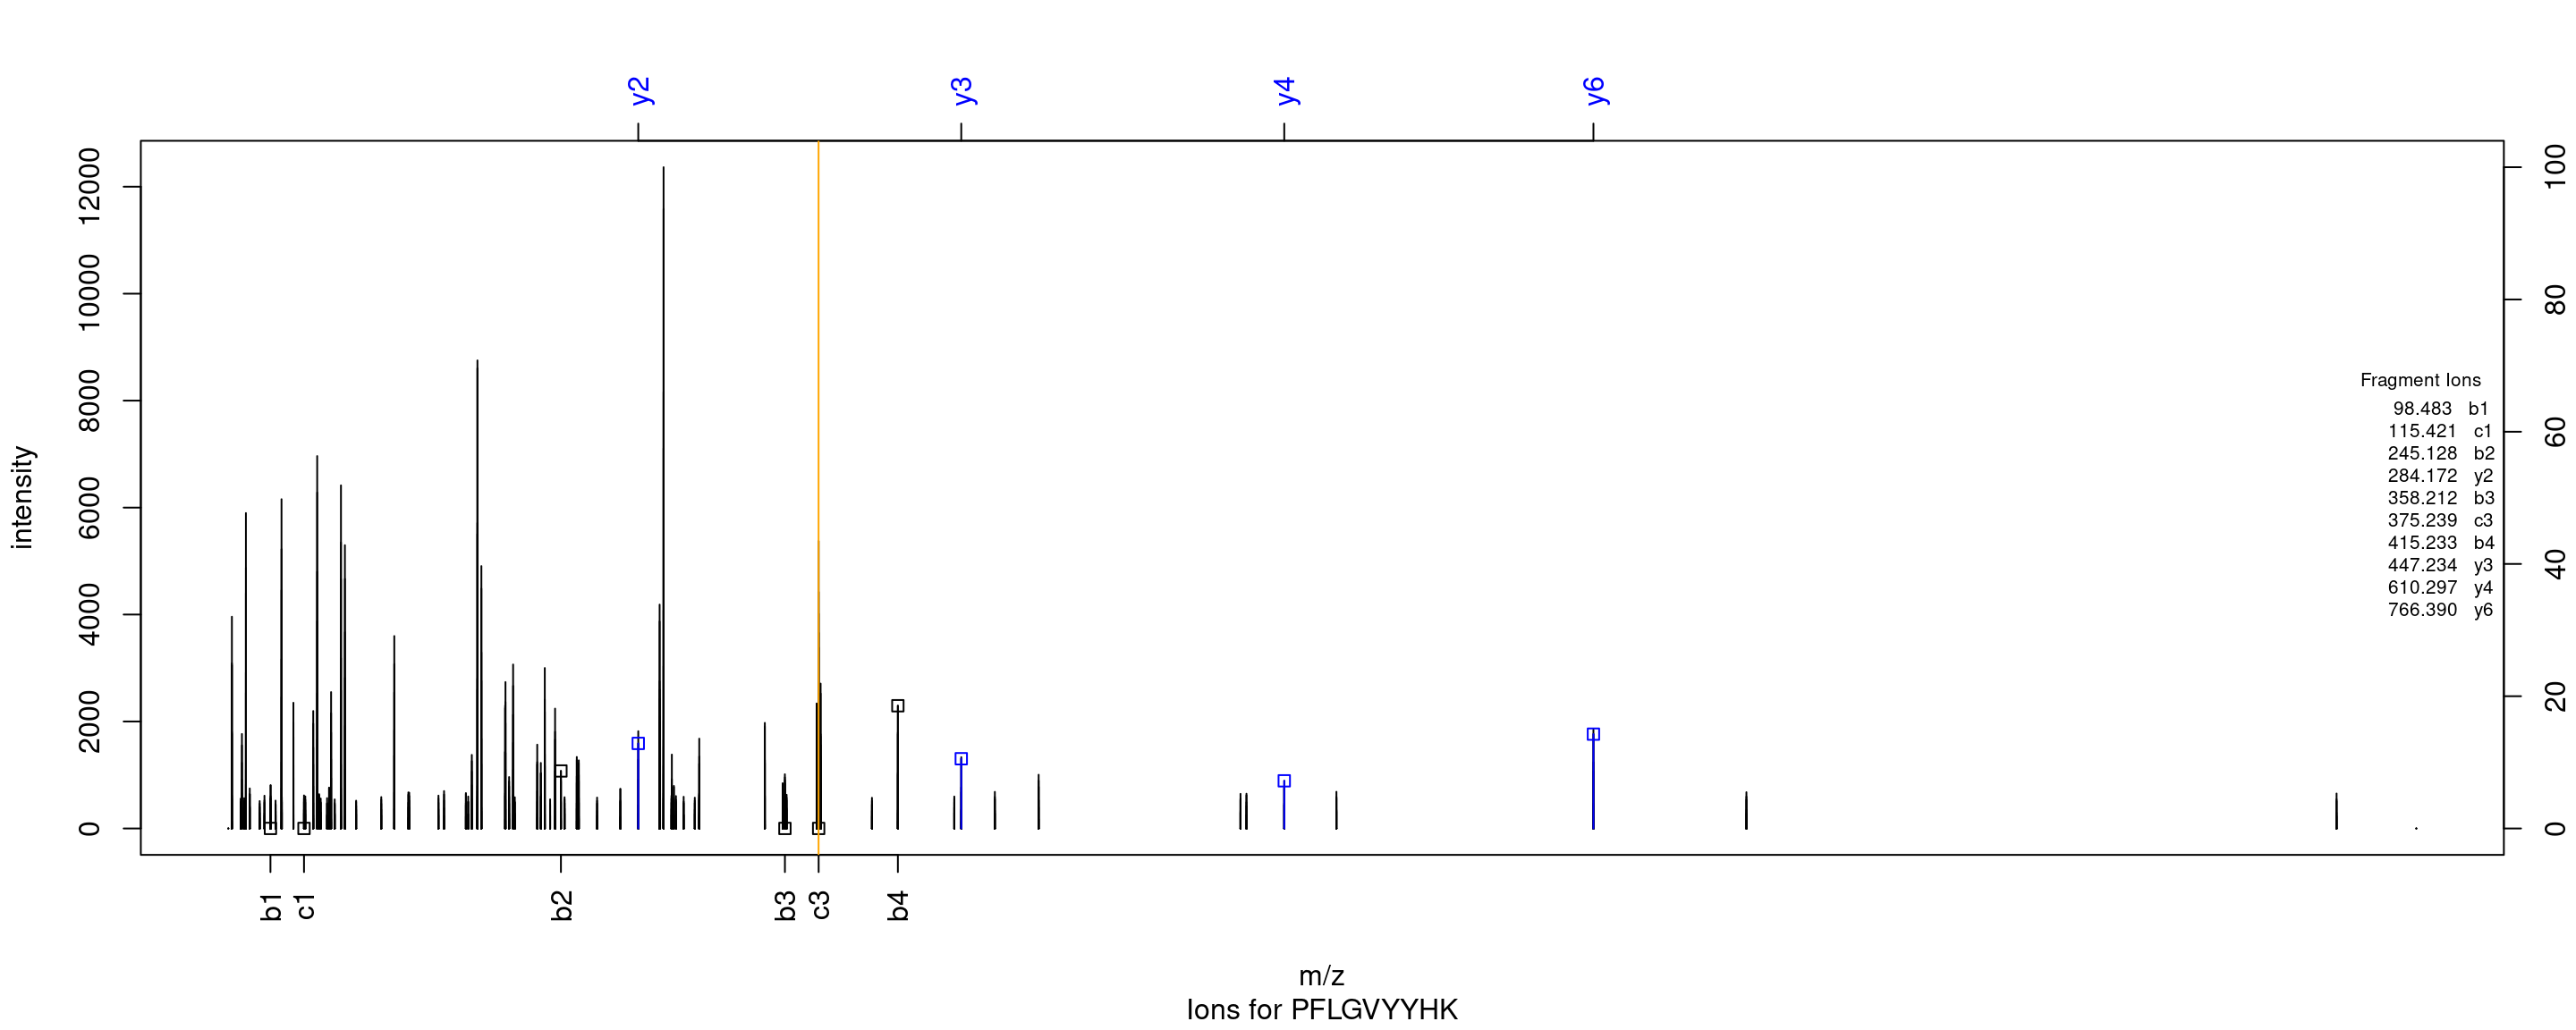 y2 y3 y4 y6
12000
10000
8000
6000
4000
2000
0
intensity
100
80
60
40
20
0
Fragment Ions
98.483 b1
115.421 c1
245.128 b2
284.172 y2
358.212 b3
375.239 c3
415.233 b4
447.234 y3
610.297 y4
766.390 y6
b1 c1 b2 b3 c3 b4
m/z
Ions for PFLGVYYHK